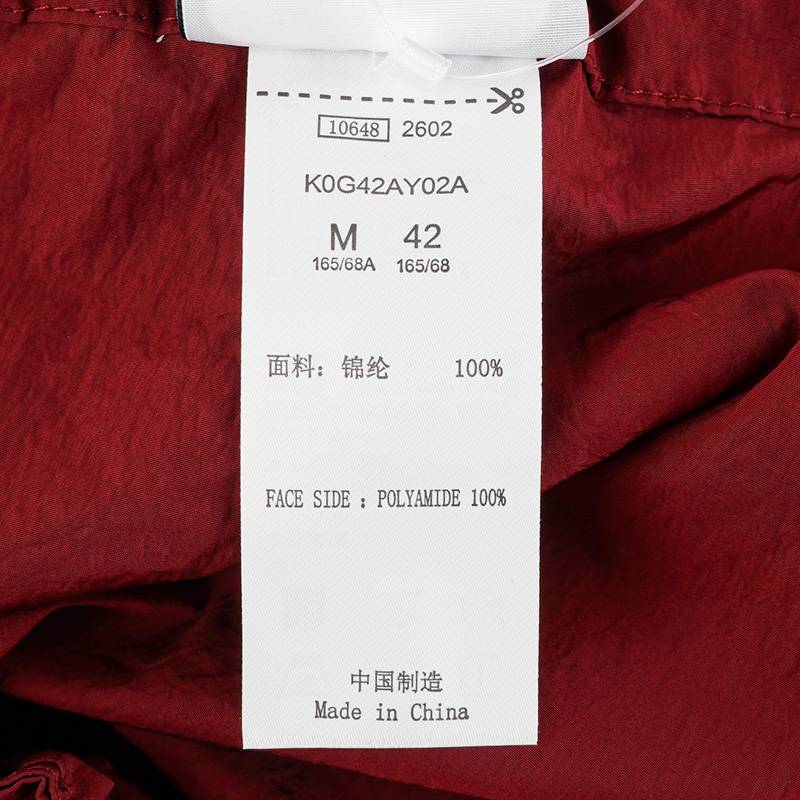 10648 2602
K0G42AY02A
M 42
165/68A 165/68
面料：锦纶 100%
FACE SIDE : POLYAMIDE 100%
中国制造
Made in China